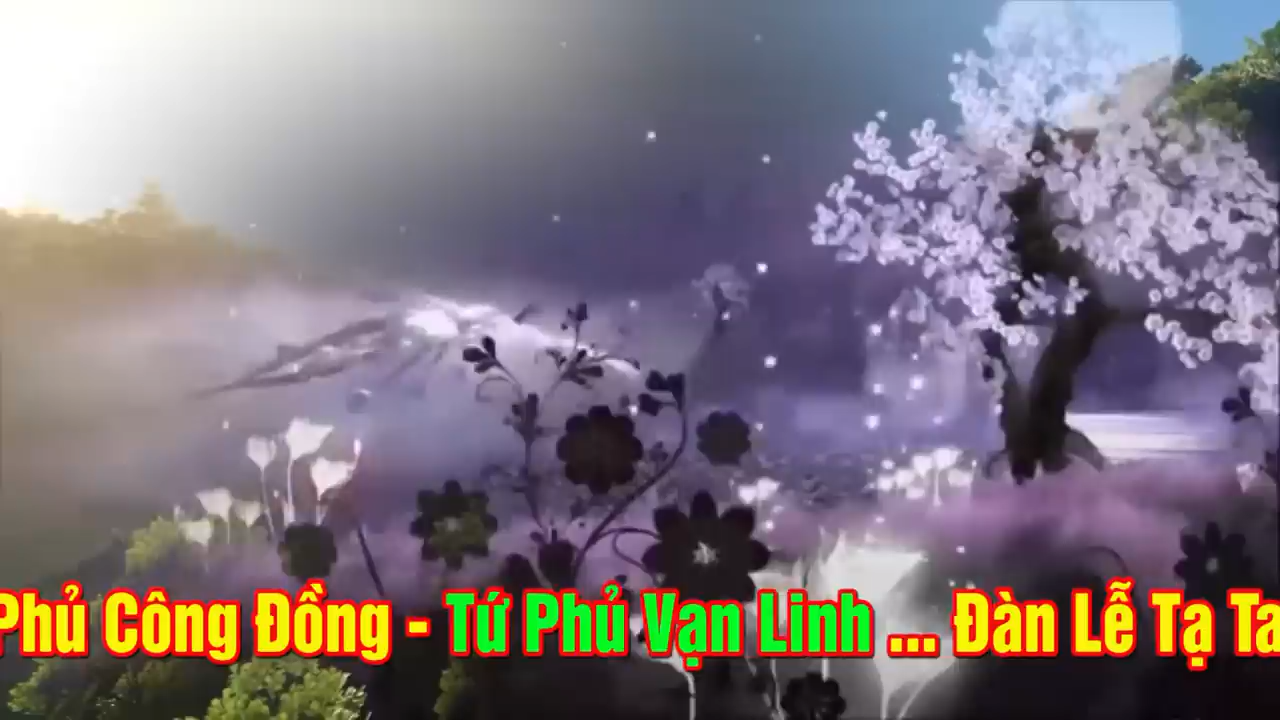 Phủ Công Đồng - Tứ Phủ Vạn Linh ... Đàn Lễ Tạ Ta